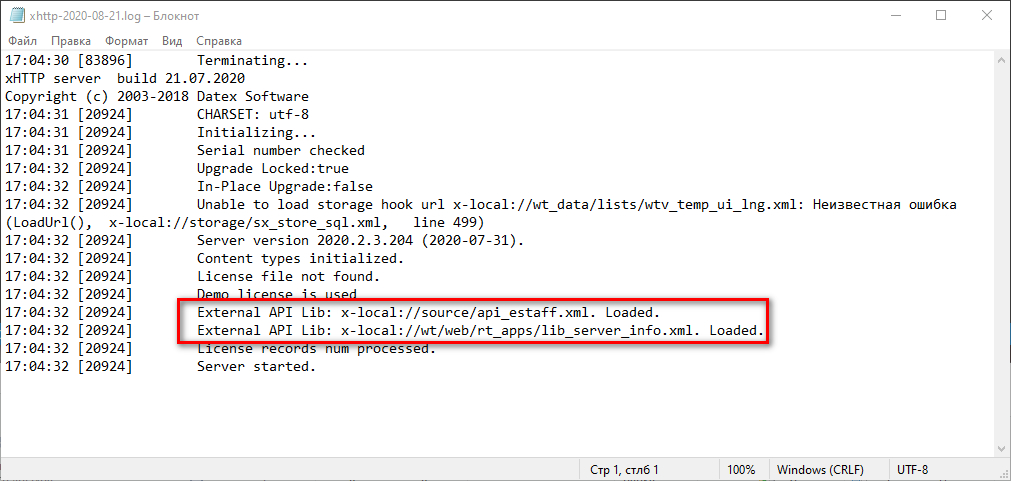 xhttp-2020-08-21.log – Блокнот
Файл Правка Формат Вид Справка
17:04:30 [83896] Terminating...
xHTTP server build 21.07.2020
Copyright (c) 2003-2018 Datex Software
17:04:31 [20924] CHARSET: utf-8
17:04:31 [20924] Initializing...
17:04:31 [20924] Serial number checked
17:04:32 [20924] Upgrade Locked:true
17:04:32 [20924] In-Place Upgrade:false
17:04:32 [20924] Unable to load storage hook url x-local://wt_data/lists/wtv_temp_ui_lng.xml: Неизвестная ошибка
(LoadUrl(), x-local://storage/sx_store_sql.xml, line 499)
17:04:32 [20924] Server version 2020.2.3.204 (2020-07-31).
17:04:32 [20924] Content types initialized.
17:04:32 [20924] License file not found.
17:04:32 [20924] Demo license is used
17:04:32 [20924] External API Lib: x-local://source/api_estaff.xml. Loaded.
17:04:32 [20924] External API Lib: x-local://wt/web/rt_apps/lib_server_info.xml. Loaded.
17:04:32 [20924] License records num processed.
17:04:32 [20924] Server started.
Стр 1, стлб 1 100% Windows (CRLF) UTF-8